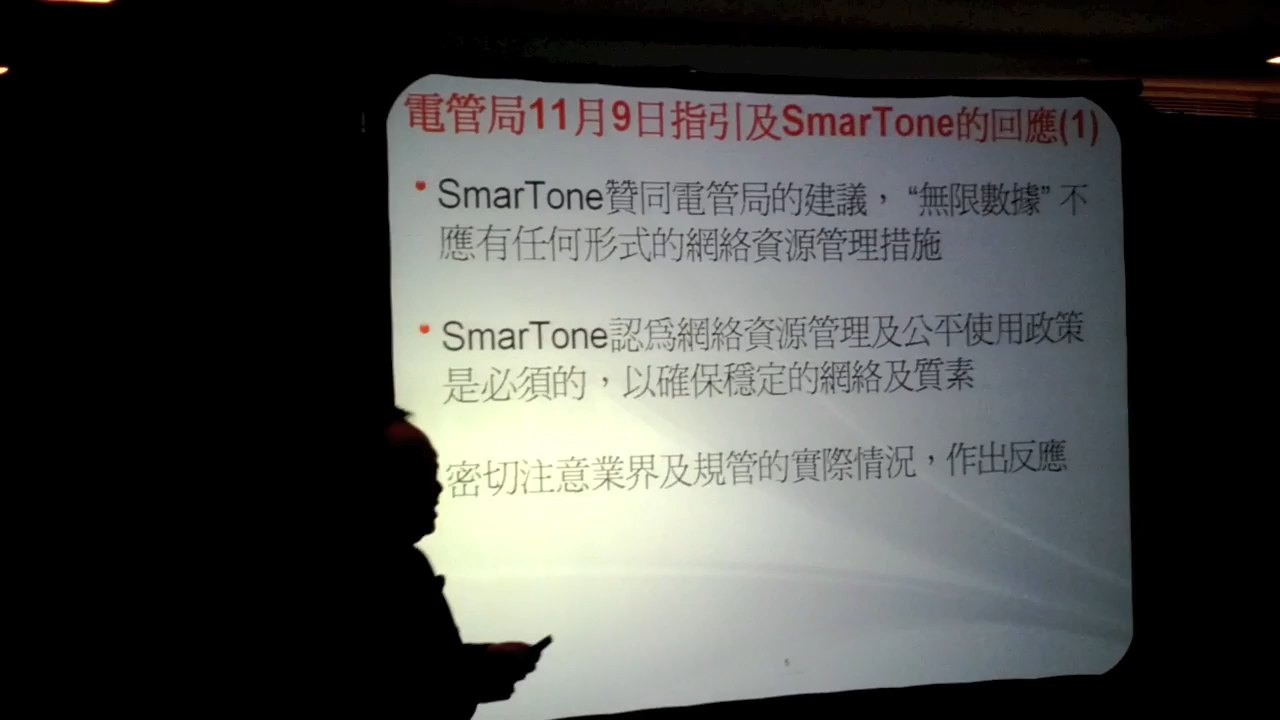 電管局11月9日指引及SmarTone的回應(1)
SmarTone贊同電管局的建議，“無限數據”不
應有任何形式的網絡資源管理措施
SmarTone認為網絡資源管理及公平使用政策
是必須的，以確保穩定的網絡及質素
密切注意業界及規管的實際情況，作出反應